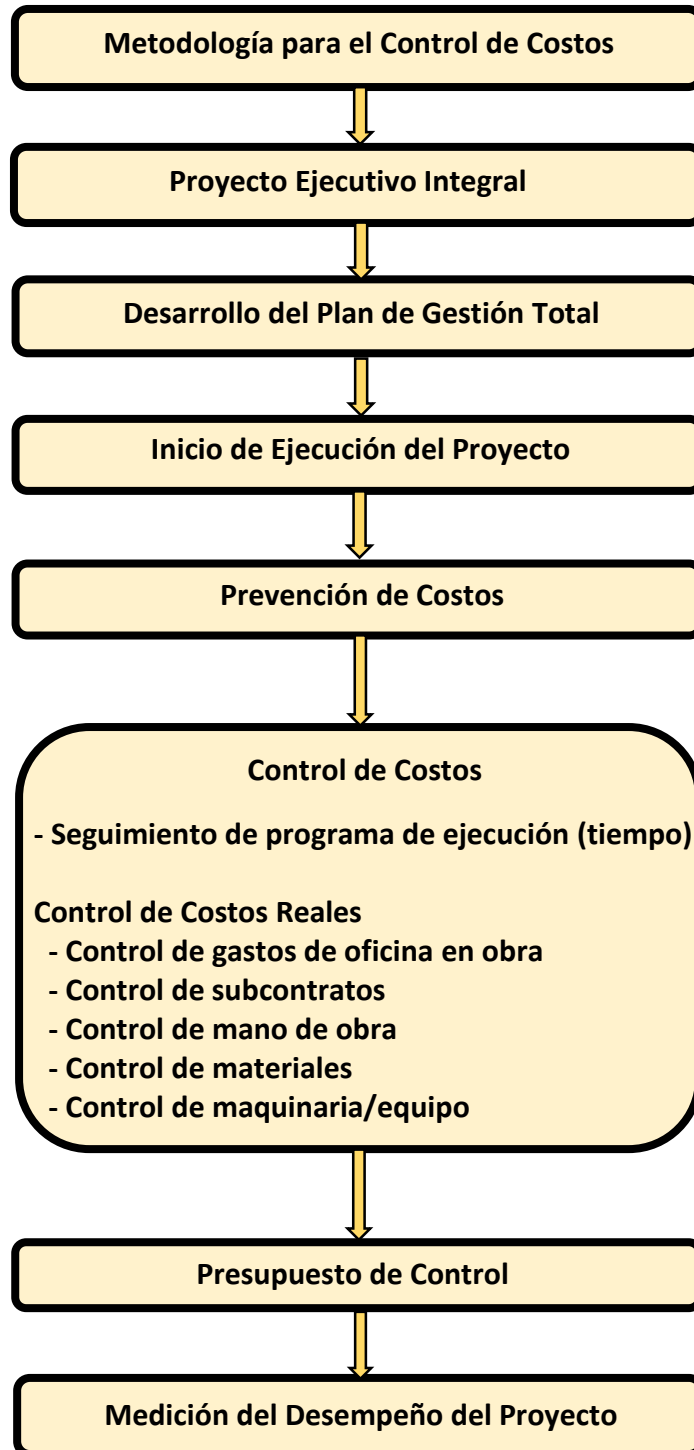 Metodología para el Control de Costos
Proyecto Ejecutivo Integral
Desarrollo del Plan de Gestión Total
Inicio de Ejecución del Proyecto
Prevención de Costos
Control de Costos
- Seguimiento de programa de ejecución (tiempo)
Control de Costos Reales
- Control de gastos de oficina en obra
- Control de subcontratos
- Control de mano de obra
- Control de materiales
- Control de maquinaria/equipo
Presupuesto de Control
Medición del Desempeño del Proyecto